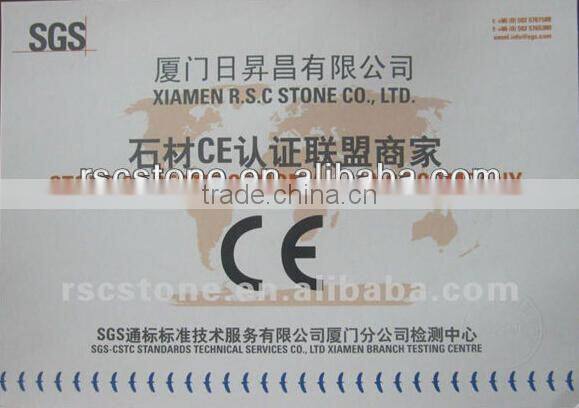 SGS
厦门日昇昌有限公司
XIAMEN R.S.C STONE CO., LTD.
石材CE认证联盟商家
rscstone.en.alibaba.com
trade.china.cn
CE
rscstone.en.alibaba.com
SGS通标标准技术服务有限公司厦门分公司检测中心
SGS-CSTC STANDARDS TECHNICAL SERVICES CO., LTD XIAMEN BRANCH TESTING CENTRE